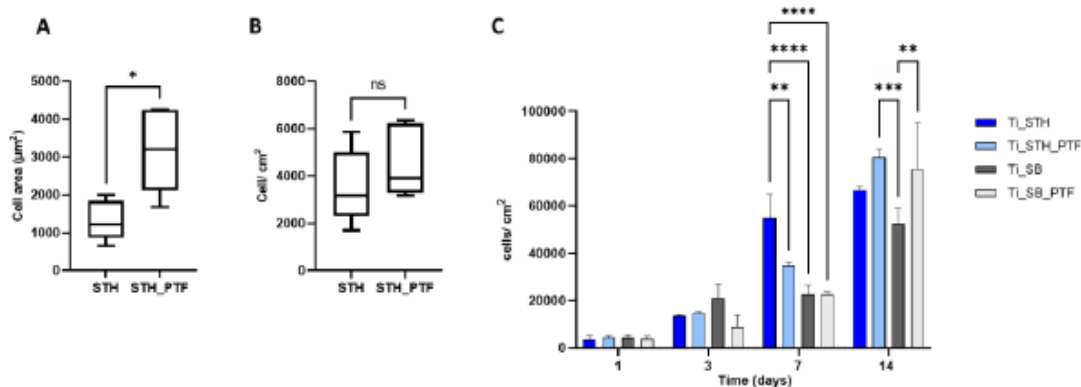 A
*
5000
4000
3000
2000
1000
0
Cell area (µm²)
STH
STH_PTF
B
ns
8000
6000
4000
2000
0
Cell/ cm²
STH
STH_PTF
C
****
****
**
**
***
100000
80000
60000
40000
20000
0
cells/ cm²
1
3
7
14
Time (days)
Ti_STH
Ti_STH_PTF
Ti_SB
Ti_SB_PTF